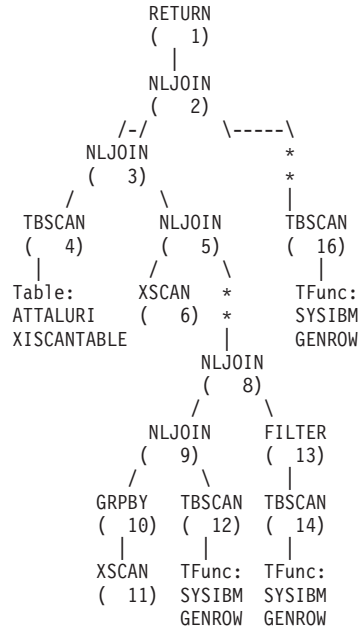 RETURN
( 1)
|
NLJOIN
( 2)
/-/ \-----\
NLJOIN *
( 3) *
/ \ |
TBSCAN NLJOIN TBSCAN
( 4) ( 5) ( 16)
| / \ |
Table: XSCAN * TFunc:
ATTALURI ( 6) * SYSIBM
XISCANTABLE | GENROW
NLJOIN
( 8)
/ \
NLJOIN FILTER
( 9) ( 13)
/ \ |
GRPBY TBSCAN TBSCAN
( 10) ( 12) ( 14)
| | |
XSCAN TFunc: TFunc:
( 11) SYSIBM SYSIBM
GENROW GENROW